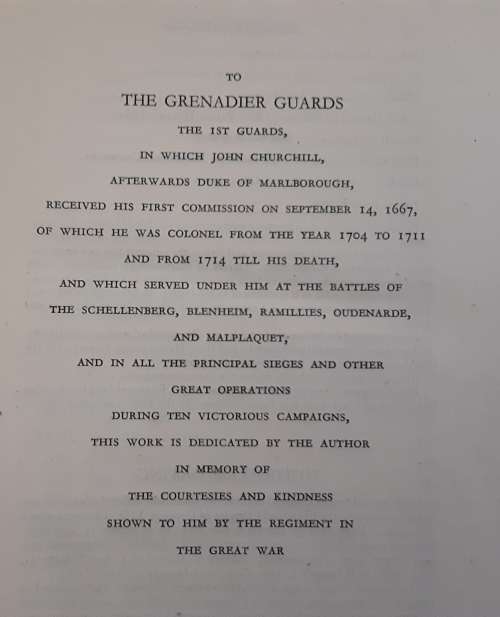 TO
THE GRENADIER GUARDS
THE 1ST GUARDS,
IN WHICH JOHN CHURCHILL,
AFTERWARDS DUKE OF MARLBOROUGH,
RECEIVED HIS FIRST COMMISSION ON SEPTEMBER 14, 1667,
OF WHICH HE WAS COLONEL FROM THE YEAR 1704 TO 1711
AND FROM 1714 TILL HIS DEATH,
AND WHICH SERVED UNDER HIM AT THE BATTLES OF
THE SCHELLENBERG, BLENHEIM, RAMILLIES, OUDENARDE,
AND MALPLAQUET,
AND IN ALL THE PRINCIPAL SIEGES AND OTHER
GREAT OPERATIONS
DURING TEN VICTORIOUS CAMPAIGNS,
THIS WORK IS DEDICATED BY THE AUTHOR
IN MEMORY OF
THE COURTESIES AND KINDNESS
SHOWN TO HIM BY THE REGIMENT IN
THE GREAT WAR